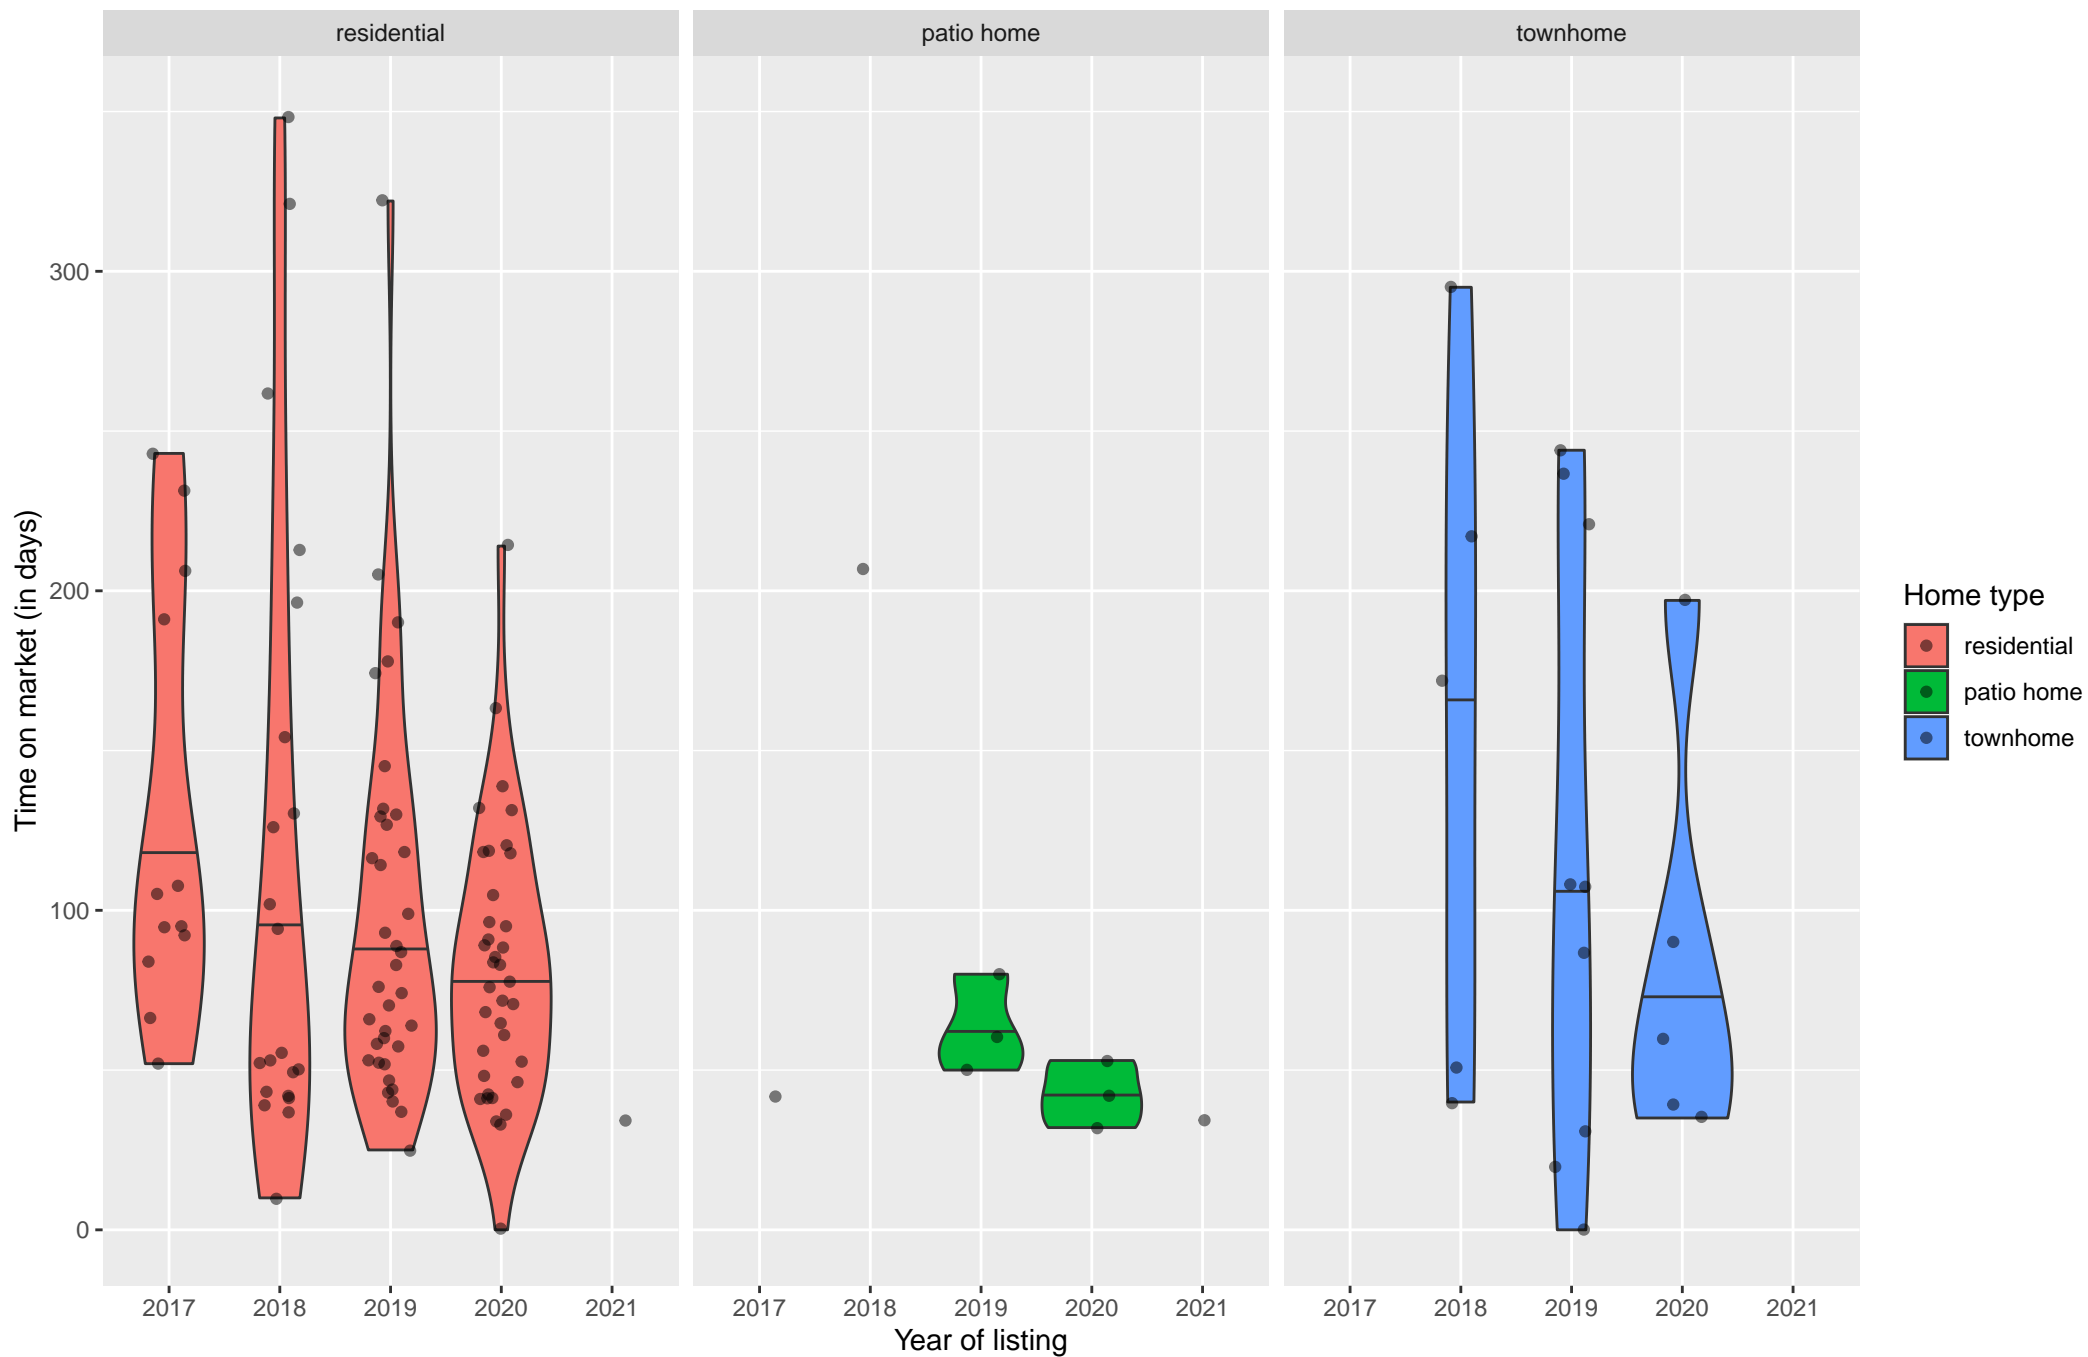 residential
patio home
townhome
Time on market (in days)
300
200
100
0
2017 2018 2019 2020 2021
2017 2018 2019 2020 2021
2017 2018 2019 2020 2021
Year of listing
Home type
residential
patio home
townhome